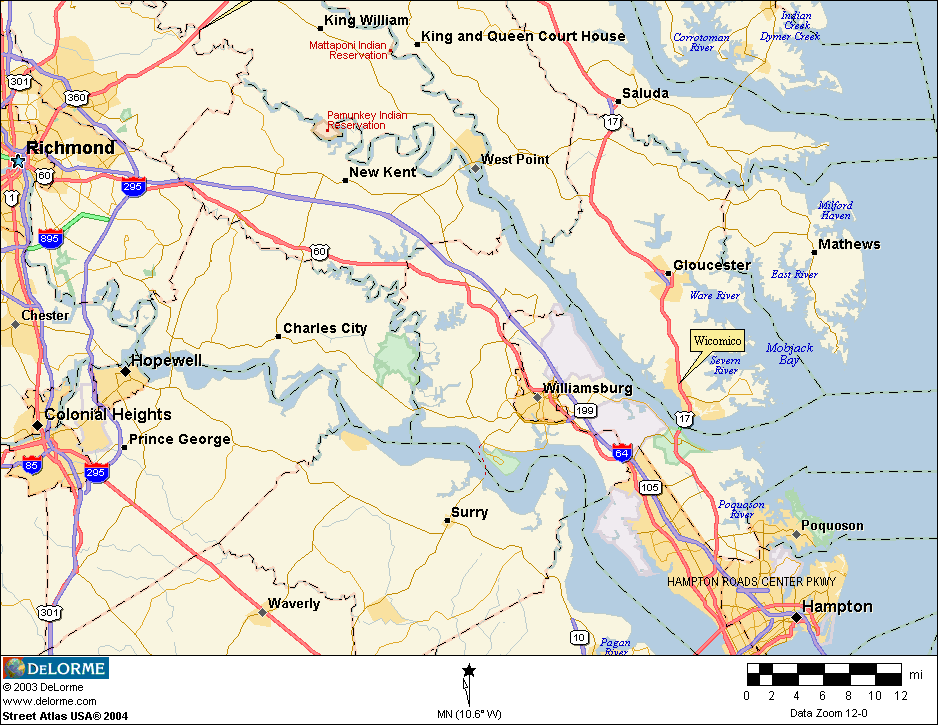 King William
King and Queen Court House
Mattaponi Indian
Reservation
Corrotoman
River
Indian
Creek
Dymer Creek
301
360
Saluda
17
Pamunkey Indian
Reservation
Richmond
West Point
60
New Kent
295
1
Milford
Haven
895
60
Mathews
Gloucester
East River
Ware River
Chester
Charles City
Wicomico
Mobjack
Bay
Hopewell
Severn
River
Williamsburg
199
17
Colonial Heights
Prince George
64
85
295
105
Surry
Poquoson
River
Poquoson
HAMPTON ROADS CENTER PKWY
301
Waverly
Hampton
10
Pagan
River
DELORME
© 2003 DeLorme
www.delorme.com
Street Atlas USA® 2004
MN (10.6° W)
mi
0 2 4 6 8 10 12
Data Zoom 12-0